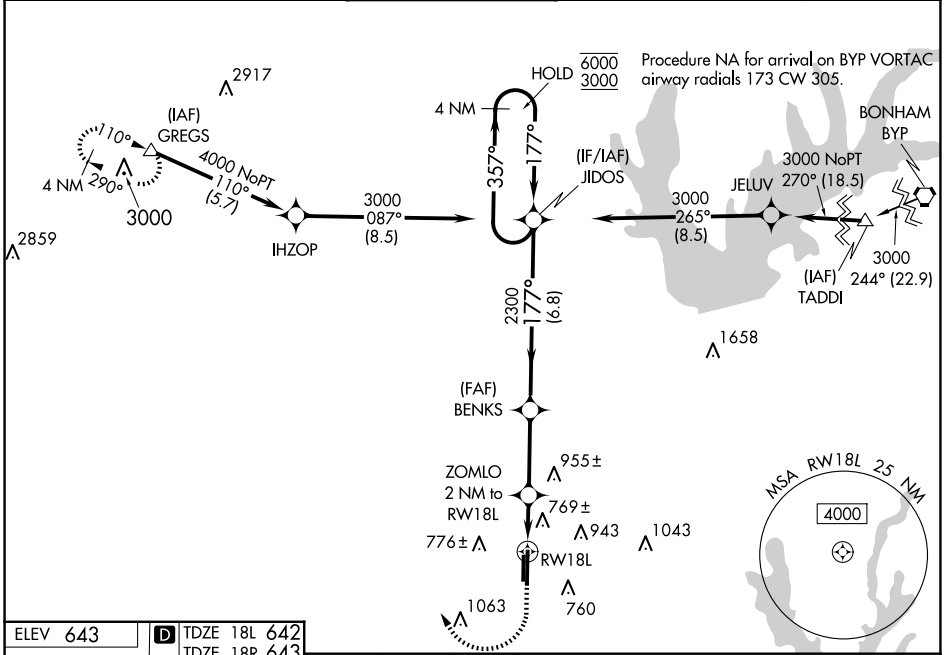 2917
(IAF)
GREGS
110°
4 NM
290°
3000
4000 NoPT
110°
(5.7)
2859
IHZOP
3000
087°
(8.5)
4 NM
HOLD
6000
3000
357°
177°
(IF/IAF)
JIDOS
Procedure NA for arrival on BYP VORTAC
airway radials 173 CW 305.
BONHAM
BYP
3000 NoPT
270° (18.5)
JELUV
3000
265°
(8.5)
(IAF)
TADDI
3000
244° (22.9)
2300
177°
(6.8)
1658
(FAF)
BENKS
ZOMLO
2 NM to
RW18L
955±
769±
943
1043
776±
RW18L
1063
760
MSA RW18L 25 NM
4000
ELEV 643
D TDZE 18L 642
TDZE 18R 643